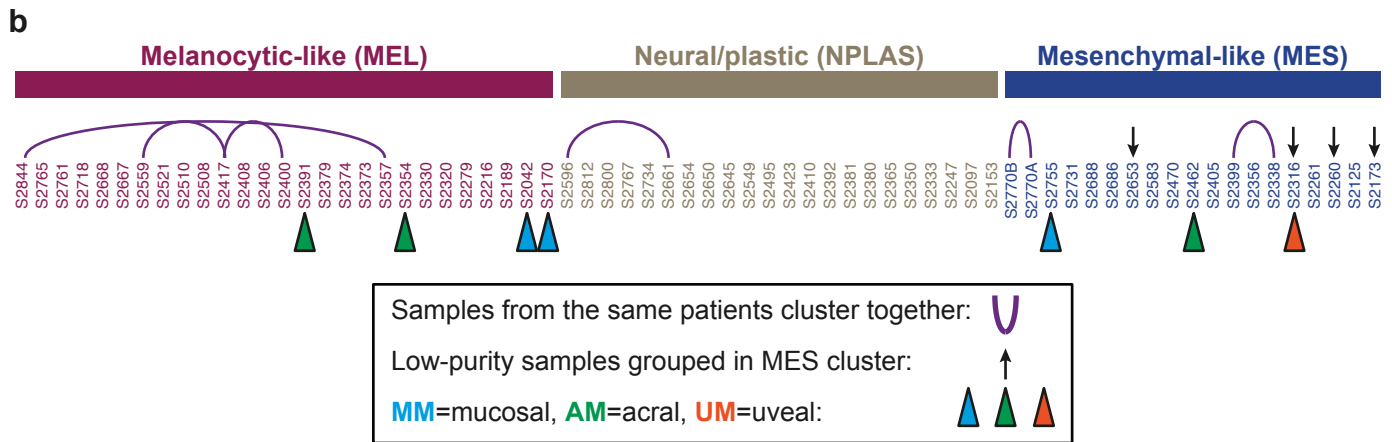 b
Melanocytic-like (MEL) Neural/plastic (NPLAS) Mesenchymal-like (MES)
S2844 S2765 S2761 S2718 S2668 S2667 S2559 S2521 S2510 S2508 S2417 S2408 S2406 S2400 S2391 S2379 S2374 S2373 S2357 S2354 S2330 S2320 S2279 S2216 S2189 S2042 S2170 S2596 S2812 S2800 S2767 S2734 S2661 S2654 S2650 S2645 S2549 S2495 S2423 S2410 S2392 S2381 S2380 S2365 S2350 S2333 S2247 S2097 S2153 S2770B S2770A S2755 S2731 S2688 S2686 S2653 S2583 S2470 S2462 S2405 S2399 S2356 S2338 S2316 S2261 S2260 S2125 S2173
Samples from the same patients cluster together:
Low-purity samples grouped in MES cluster:
MM=mucosal, AM=acral, UM=uveal: